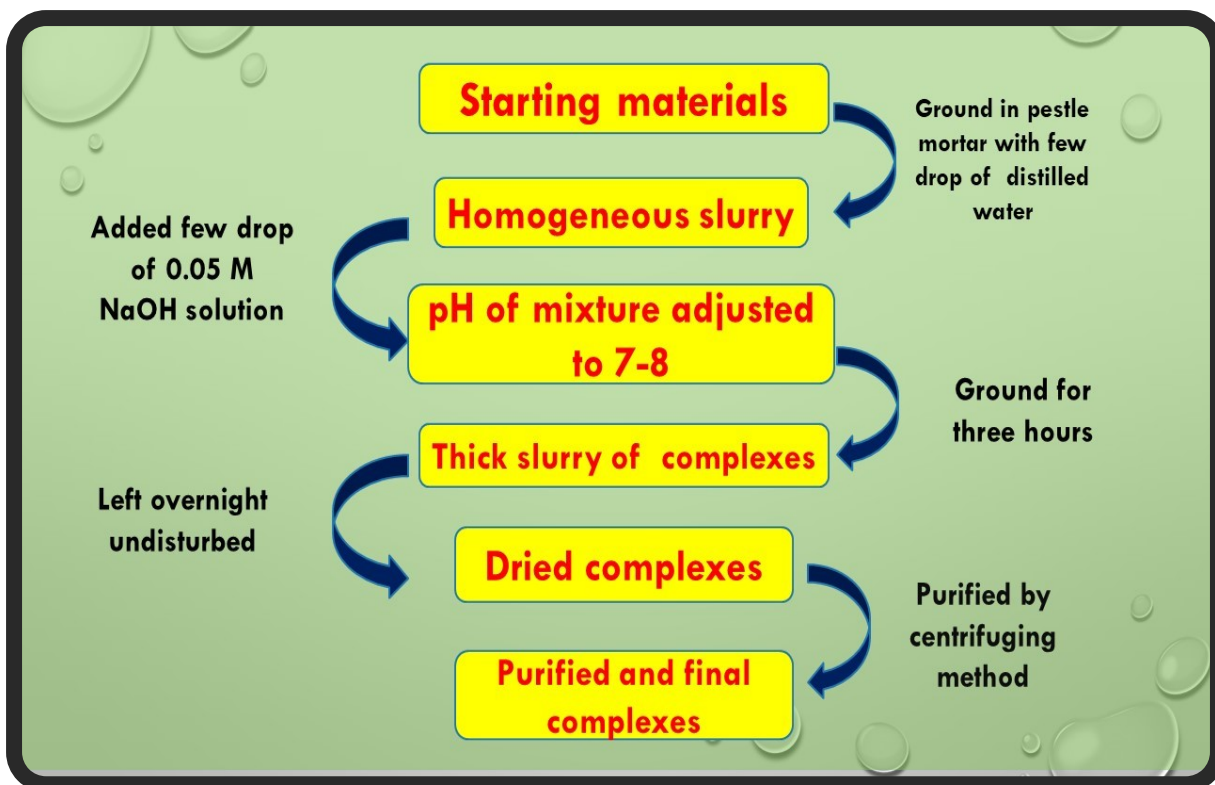 Starting materials
Ground in pestle
mortar with few
drop of distilled
water
Homogeneous slurry
Added few drop
of 0.05 M
NaOH solution
pH of mixture adjusted
to 7-8
Ground for
three hours
Thick slurry of complexes
Left overnight
undisturbed
Dried complexes
Purified by
centrifuging
method
Purified and final
complexes